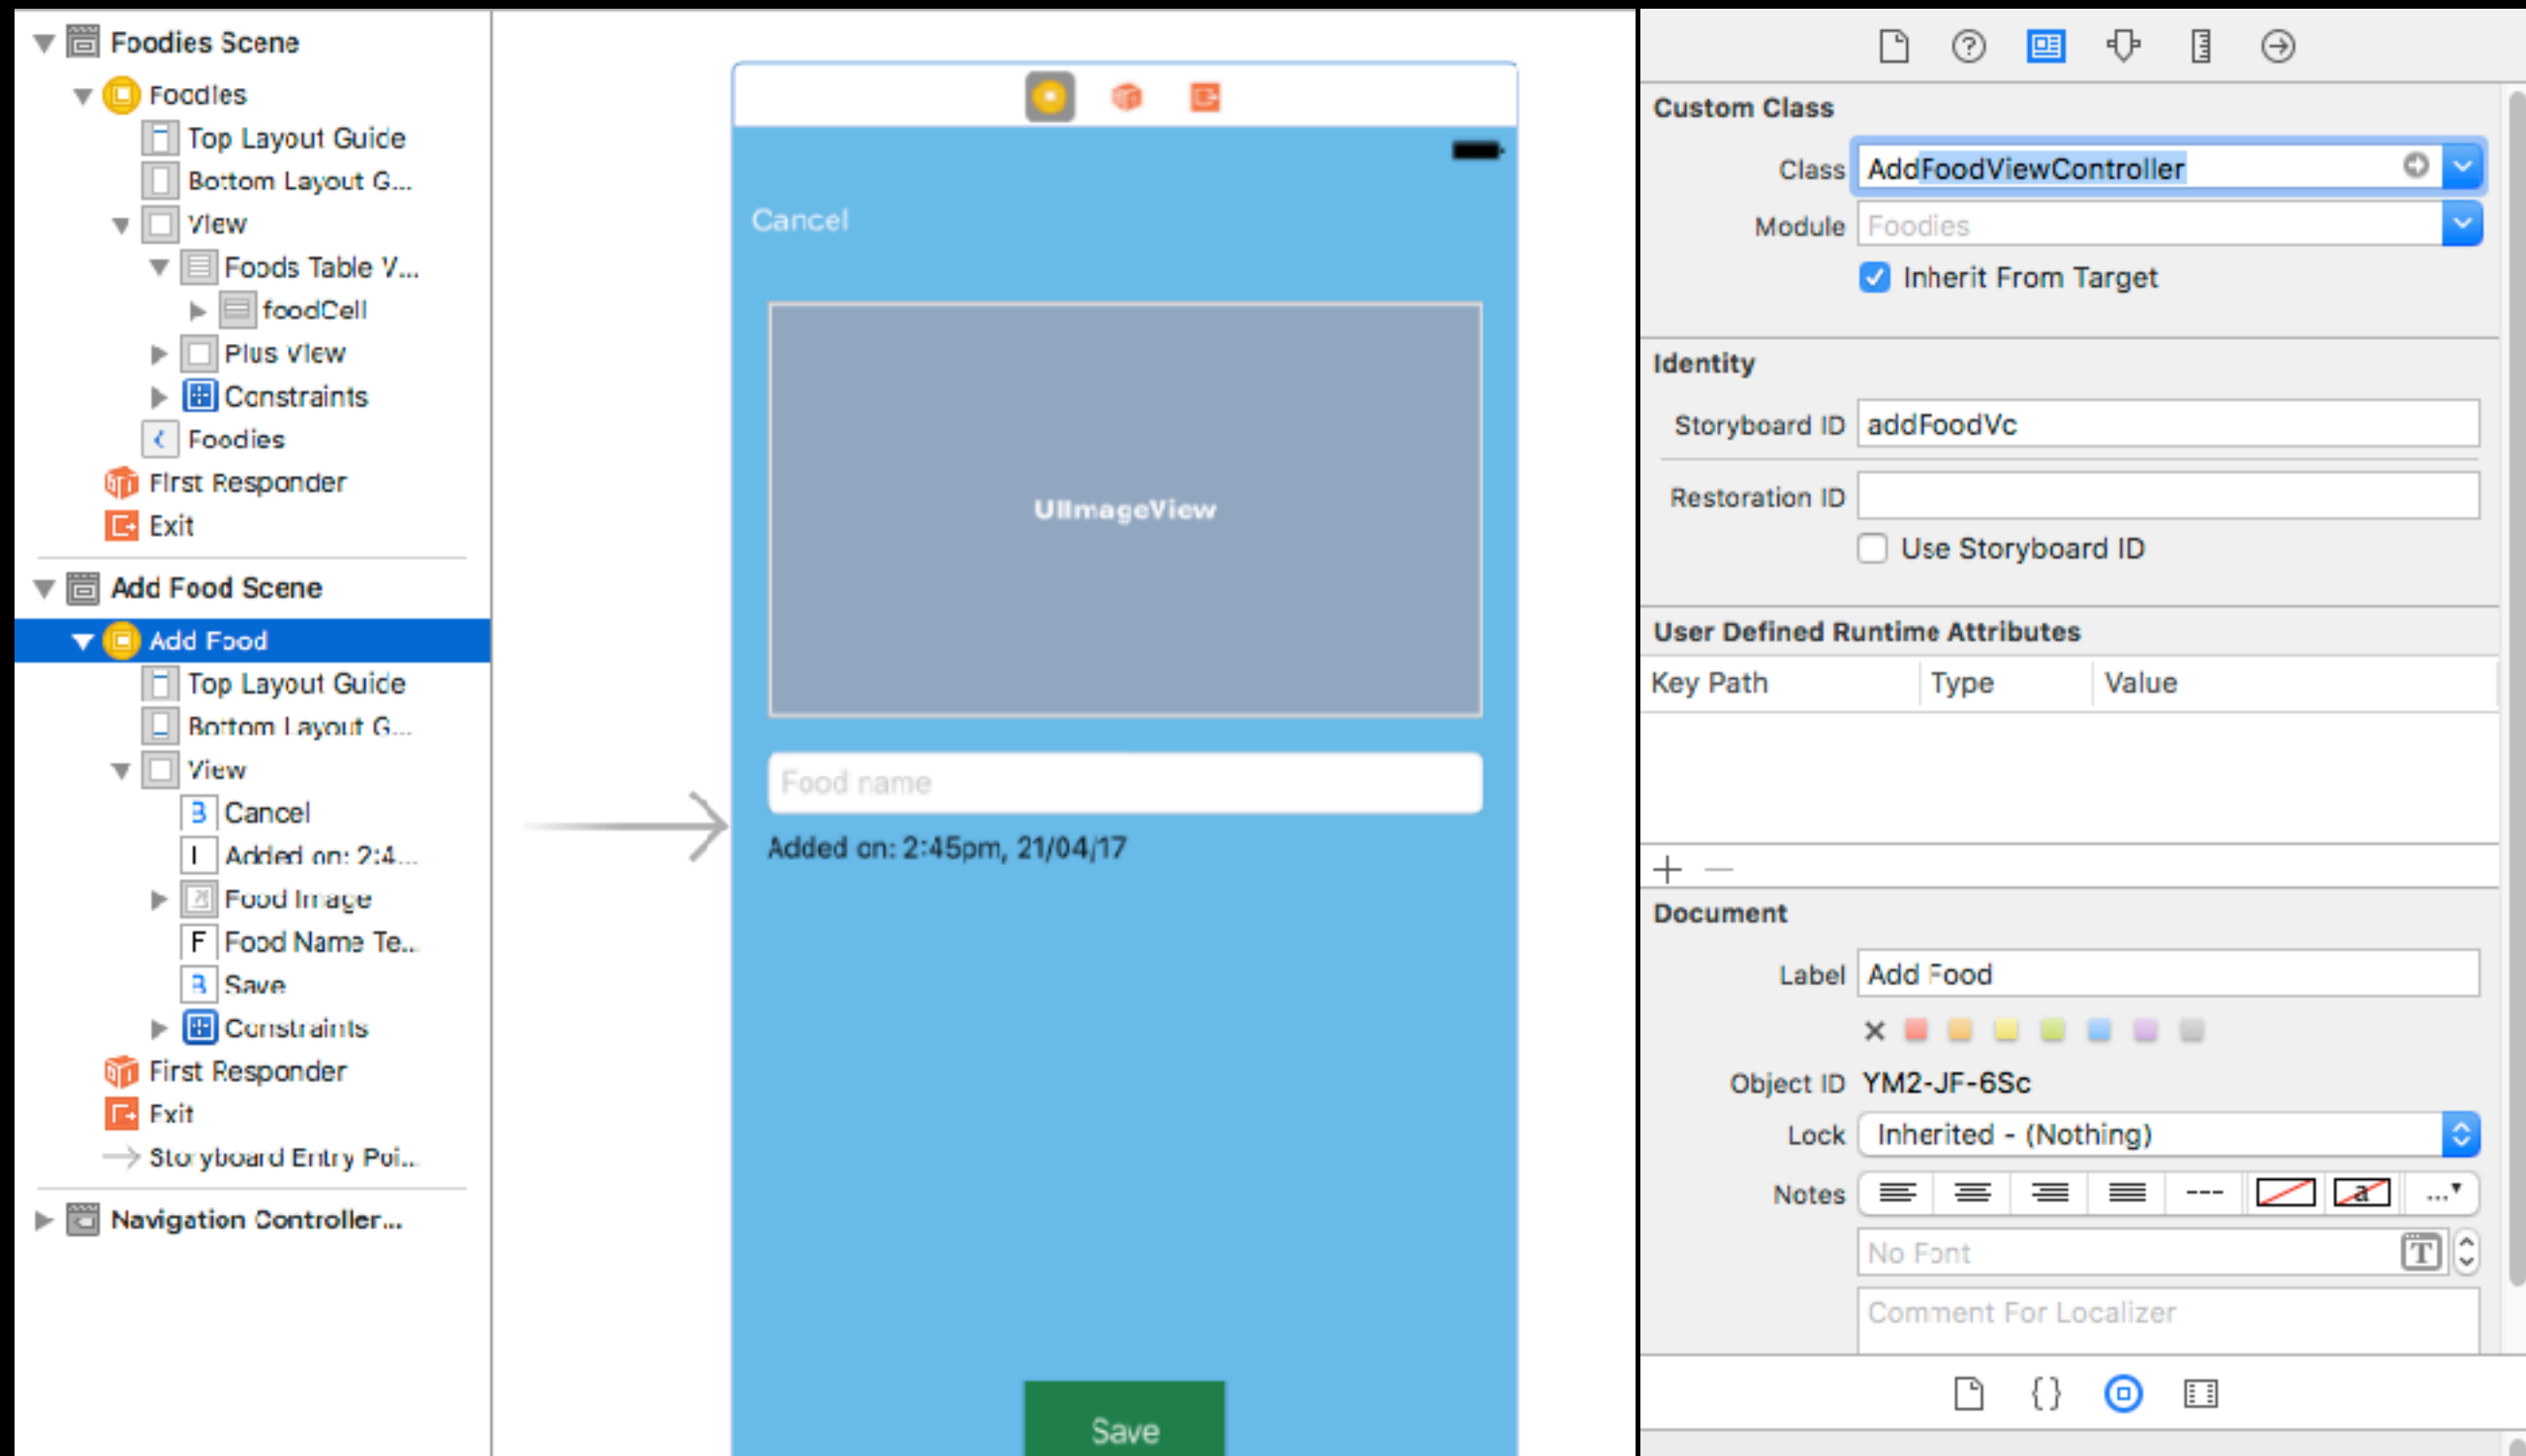 Foodies Scene
Foodies
Top Layout Guide
Bottom Layout G...
View
Foods Table V...
foodCell
Plus View
Constraints
Foodies
First Responder
Exit
Add Food Scene
Add Food
Top Layout Guide
Bottom Layout G...
View
B Cancel
L Added on: 2:4...
Food Image
F Food Name Te...
B Save
Constraints
First Responder
Exit
Storyboard Entry Poi...
Navigation Controller...
Cancel
UIImageView
Food name
Added on: 2:45pm, 21/04/17
Save
Custom Class
Class AddFoodViewController
Module Foodies
Inherit From Target
Identity
Storyboard ID addFoodVc
Restoration ID
Use Storyboard ID
User Defined Runtime Attributes
Key Path Type Value
Document
Label Add Food
Object ID YM2-JF-6Sc
Lock Inherited - (Nothing)
Notes --- a ...
No Font T
Comment For Localizer
{}